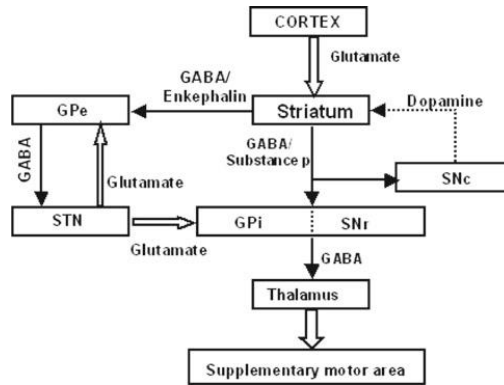 CORTEX
Glutamate
GABA/
Enkephalin
Dopamine
GPe
Striatum
GABA
Glutamate
GABA/
Substance p
SNc
STN
GPi
SNr
Glutamate
GABA
Thalamus
Supplementary motor area